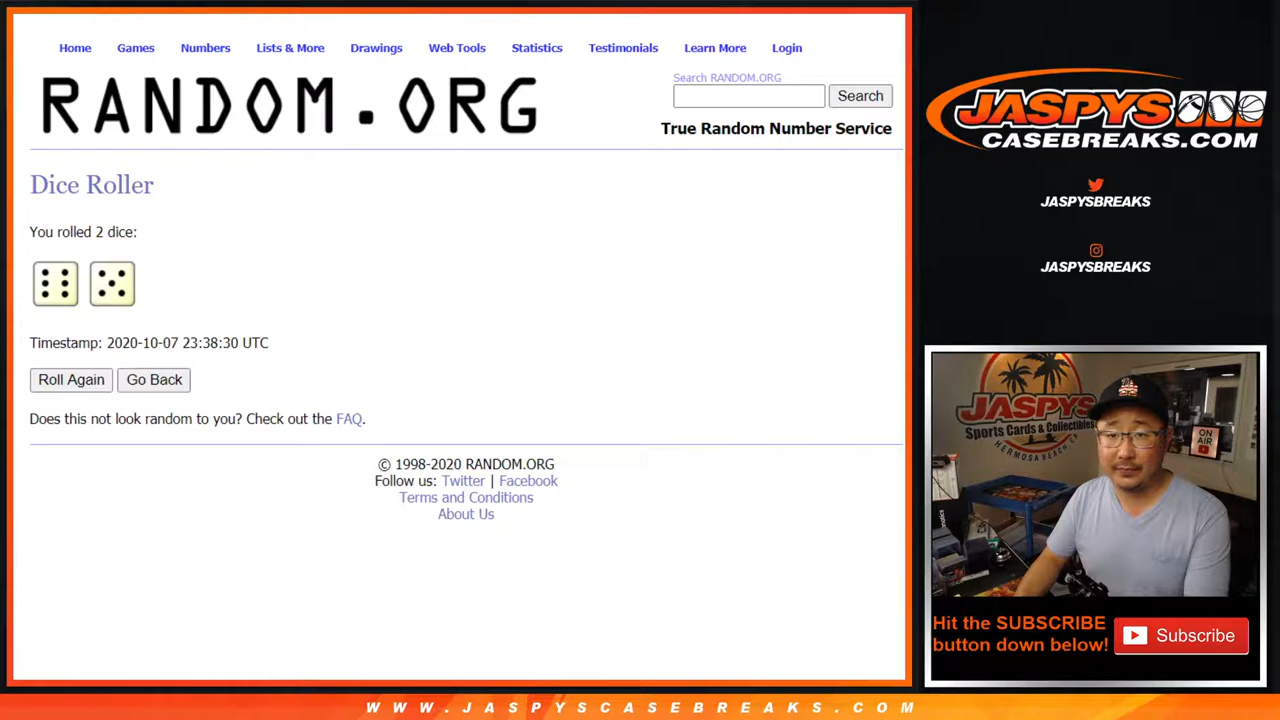 Home Games Numbers Lists & More Drawings Web Tools Statistics Testimonials Learn More Login
RANDOM.ORG
Search RANDOM.ORG
Search
True Random Number Service
Dice Roller
You rolled 2 dice:
Timestamp: 2020-10-07 23:38:30 UTC
Roll Again Go Back
Does this not look random to you? Check out the FAQ.
© 1998-2020 RANDOM.ORG
Follow us: Twitter | Facebook
Terms and Conditions
About Us
JASPYS
CASEBREAKS.COM
JASPYSBREAKS
JASPYSBREAKS
JASPYS
Sports Cards & Collectibles
HERMOSA BEACH, CA
ON
AIR
Hit the SUBSCRIBE
button down below!
Subscribe
WWW.JASPYSCASEBREAKS.COM